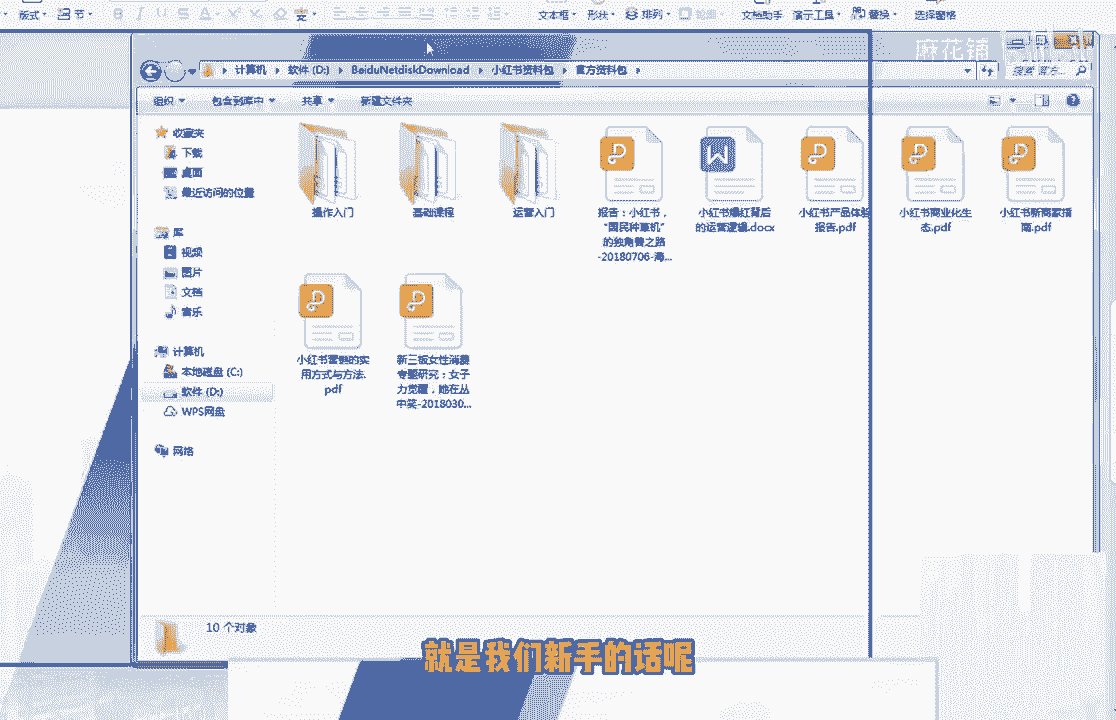 版式 节 B I U S A X² X₂ 变 文本框 形状 排列 轮廓 文档助手 演示工具 替换 选择窗格
麻花铺
计算机 软件 (D:) BaiduNetdiskDownload 小红书资料包 官方资料包 搜索 官方...
组织 包含到库中 共享 新建文件夹
收藏夹
下载
桌面
最近访问的位置
库
视频
图片
文档
音乐
计算机
本地磁盘 (C:)
软件 (D:)
WPS网盘
网络
操作入门
基础课程
运营入门
报告：小红书，
“国民种草机”
的独角兽之路
-20180706-海...
小红书爆红背后
的运营逻辑.docx
小红书产品体验
报告.pdf
小红书商业化生
态.pdf
小红书新商家指
南.pdf
小红书营销的实
用方式与方法.
pdf
新三板女性消费
专题研究：女子
力觉醒，她在丛
中笑-2018030...
10 个对象
就是我们新手的话呢